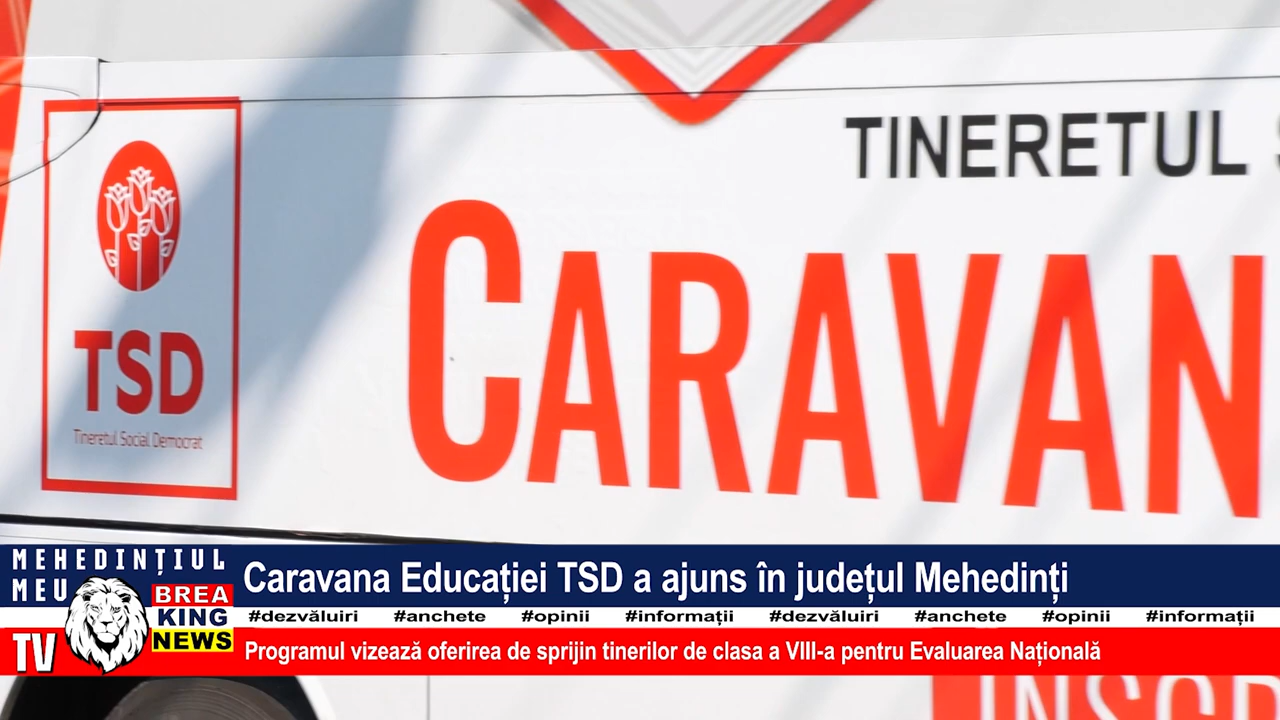 TINERETUL
CARAVAN
TSD
Tineretul Social Democrat
MEHEDINȚIUL
MEU
TV
BREA
KING
NEWS
Caravana Educației TSD a ajuns în județul Mehedinți
#dezvăluiri #anchete #opinii #informații #dezvăluiri #anchete #opinii #informații
Programul vizează oferirea de sprijin tinerilor de clasa a VIII-a pentru Evaluarea Națională